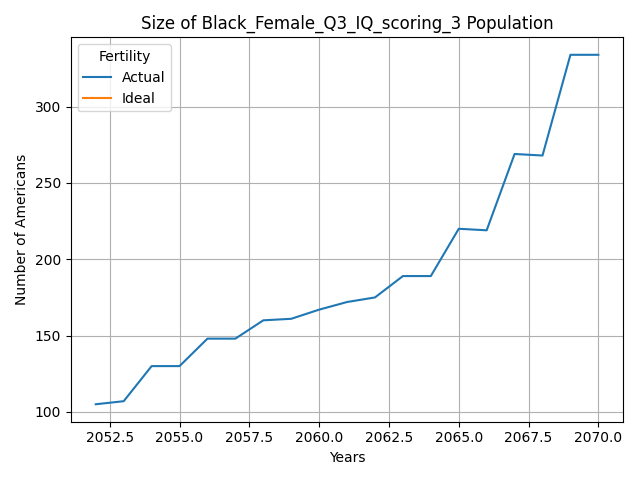 Size of Black_Female_Q3_IQ_scoring_3 Population
Fertility
Actual
Ideal
Number of Americans
300
250
200
150
100
2052.5 2055.0 2057.5 2060.0 2062.5 2065.0 2067.5 2070.0
Years